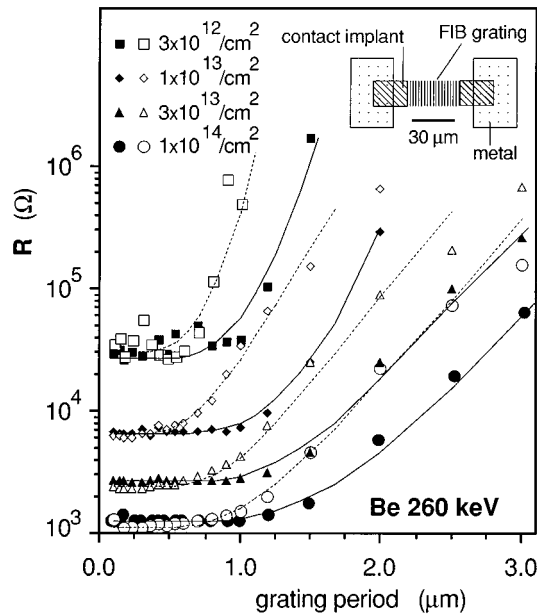 ■ □ 3x10^12/cm^2
◆ ◇ 1x10^13/cm^2
▲ △ 3x10^13/cm^2
● ○ 1x10^14/cm^2
contact implant
FIB grating
30 μm
metal
R (Ω)
10^6
10^5
10^4
10^3
Be 260 keV
0.0 1.0 2.0 3.0
grating period (μm)